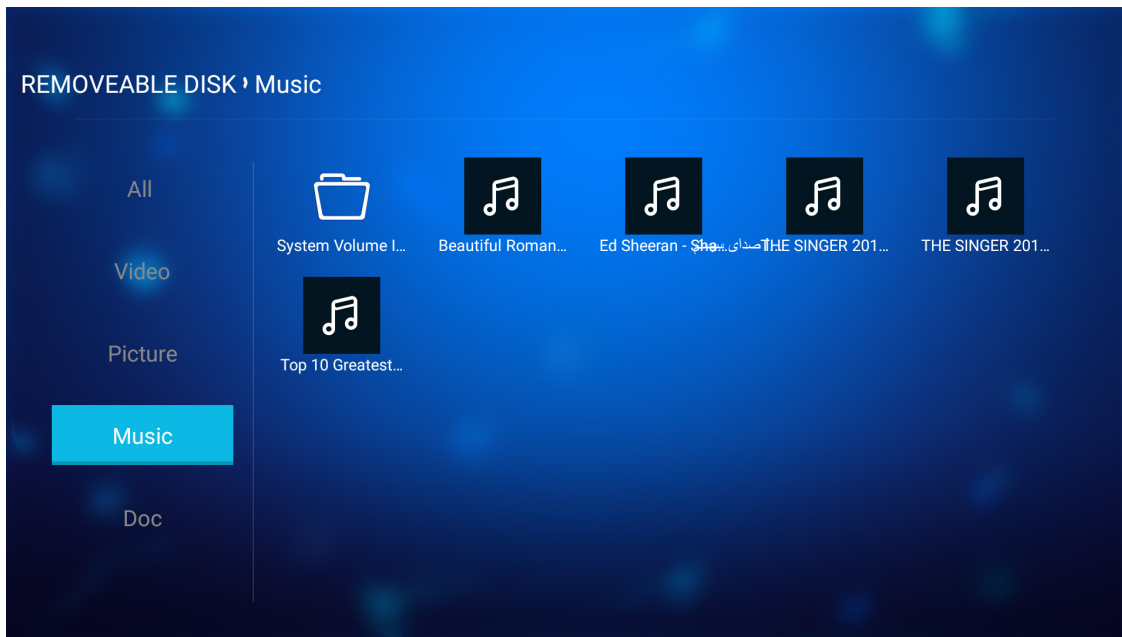 REMOVEABLE DISK › Music
All
System Volume I...
Beautiful Roman...
Ed Sheeran - Sha...
صدای
THE SINGER 201...
THE SINGER 201...
Video
Top 10 Greatest...
Picture
Music
Doc